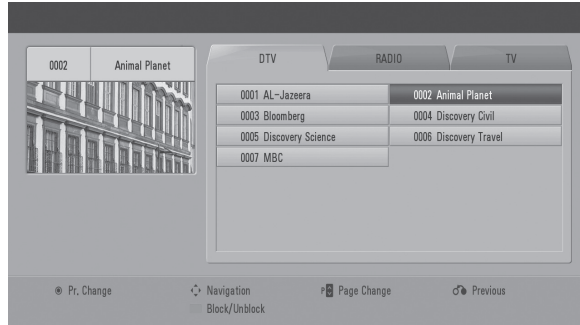 0002 Animal Planet
DTV RADIO TV
0001 AL-Jazeera 0002 Animal Planet
0003 Bloomberg 0004 Discovery Civil
0005 Discovery Science 0006 Discovery Travel
0007 MBC
Pr. Change Navigation P Page Change Previous
Block/Unblock